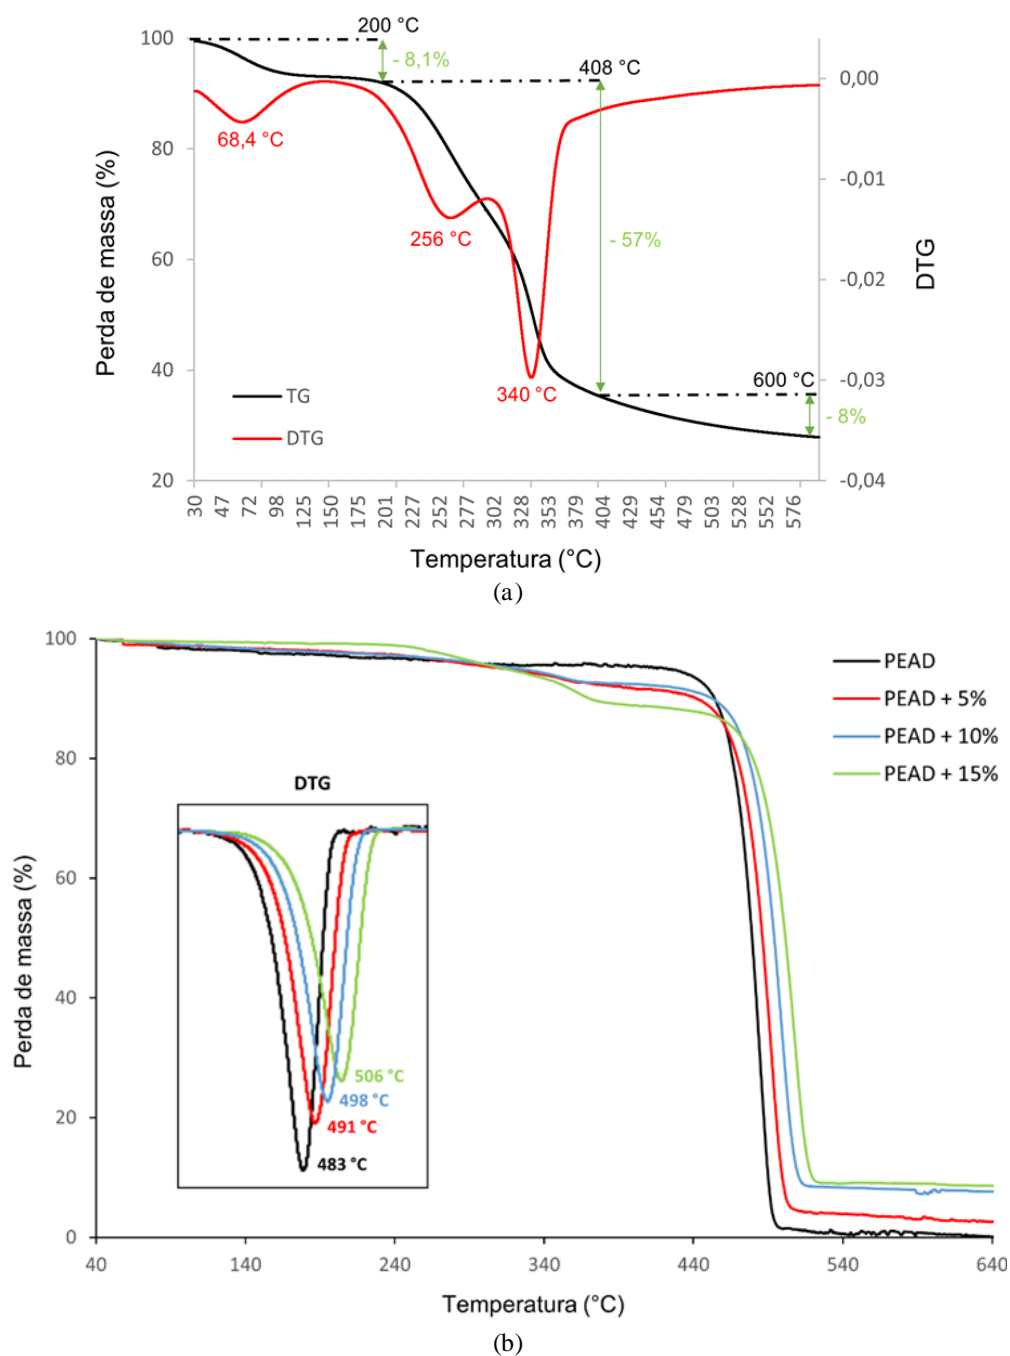 200 °C
100
- 8,1%
408 °C
0,00
68,4 °C
80
-0,01
256 °C
- 57%
60
-0,02
Perda de massa (%)
DTG
40
340 °C
600 °C
-0,03
TG
- 8%
DTG
20
-0,04
30 47 72 98 125 150 175 201 227 252 277 302 328 353 379 404 429 454 479 503 528 552 576
Temperatura (°C)
(a)
100
PEAD
PEAD + 5%
PEAD + 10%
PEAD + 15%
80
DTG
60
Perda de massa (%)
40
506 °C
498 °C
491 °C
483 °C
20
0
40 140 240 340 440 540 640
Temperatura (°C)
(b)